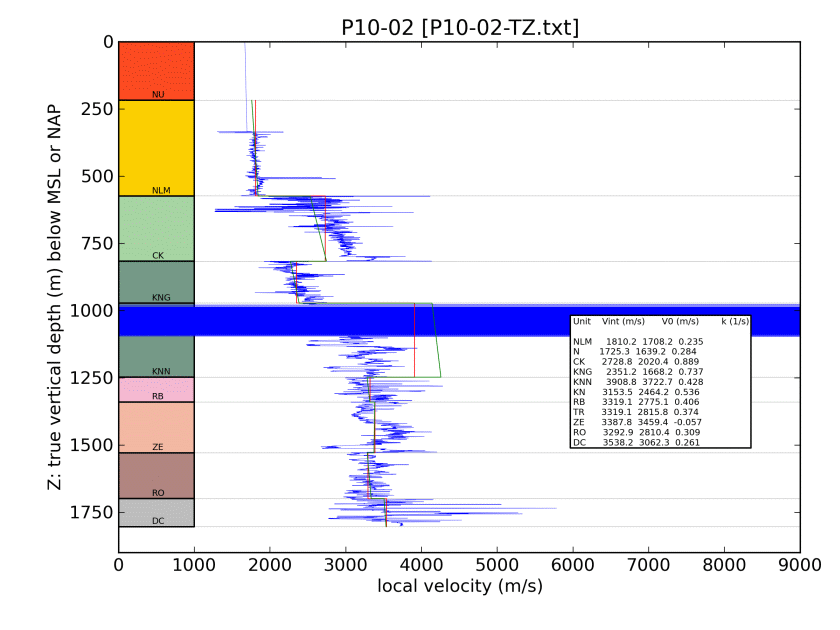 P10-02 [P10-02-TZ.txt]
Z: true vertical depth (m) below MSL or NAP
0
250
500
750
1000
1250
1500
1750
NU
NLM
CK
KNG
KNN
RB
ZE
RO
DC
Unit Vint (m/s) V0 (m/s) k (1/s)
NLM 1810.2 1708.2 0.235
N 1725.3 1639.2 0.284
CK 2728.8 2020.4 0.889
KNG 2351.2 1668.2 0.737
KNN 3908.8 3722.7 0.428
KN 3153.5 2464.2 0.536
RB 3319.1 2775.1 0.406
TR 3319.1 2815.8 0.374
ZE 3387.8 3459.4 -0.057
RO 3292.9 2810.4 0.309
DC 3538.2 3062.3 0.261
0 1000 2000 3000 4000 5000 6000 7000 8000 9000
local velocity (m/s)